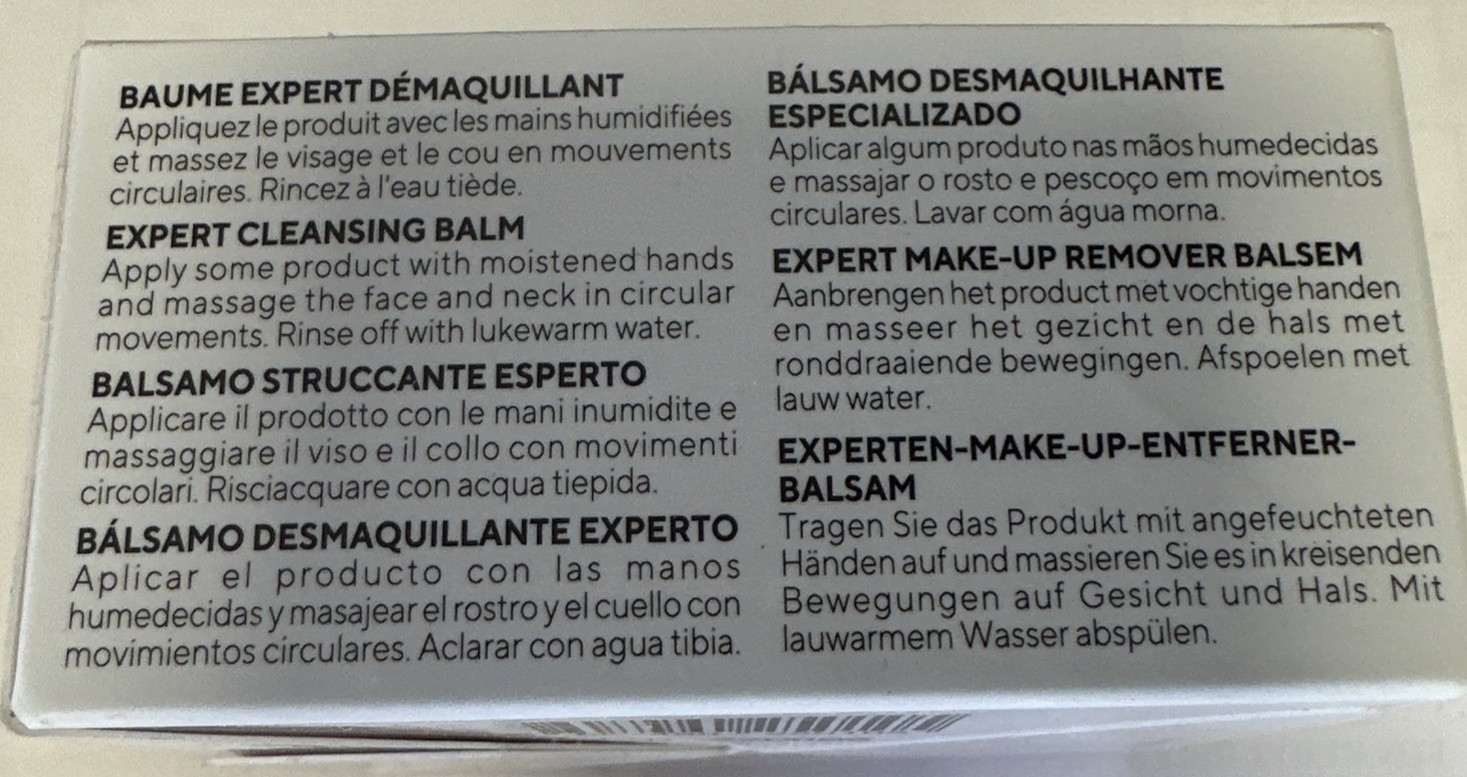 BAUME EXPERT DÉMAQUILLANT
Appliquez le produit avec les mains humidifiées
et massez le visage et le cou en mouvements
circulaires. Rincez à l'eau tiède.
EXPERT CLEANSING BALM
Apply some product with moistened hands
and massage the face and neck in circular
movements. Rinse off with lukewarm water.
BALSAMO STRUCCANTE ESPERTO
Applicare il prodotto con le mani inumidite e
massaggiare il viso e il collo con movimenti
circolari. Risciacquare con acqua tiepida.
BÁLSAMO DESMAQUILLANTE EXPERTO
Aplicar el producto con las manos
humedecidas y masajear el rostro y el cuello con
movimientos circulares. Aclarar con agua tibia.
BÁLSAMO DESMAQUILHANTE
ESPECIALIZADO
Aplicar algum produto nas mãos humedecidas
e massajar o rosto e pescoço em movimentos
circulares. Lavar com água morna.
EXPERT MAKE-UP REMOVER BALSEM
Aanbrengen het product met vochtige handen
en masseer het gezicht en de hals met
ronddraaiende bewegingen. Afspoelen met
lauw water.
EXPERTEN-MAKE-UP-ENTFERNER-
BALSAM
Tragen Sie das Produkt mit angefeuchteten
Händen auf und massieren Sie es in kreisenden
Bewegungen auf Gesicht und Hals. Mit
lauwarmem Wasser abspülen.